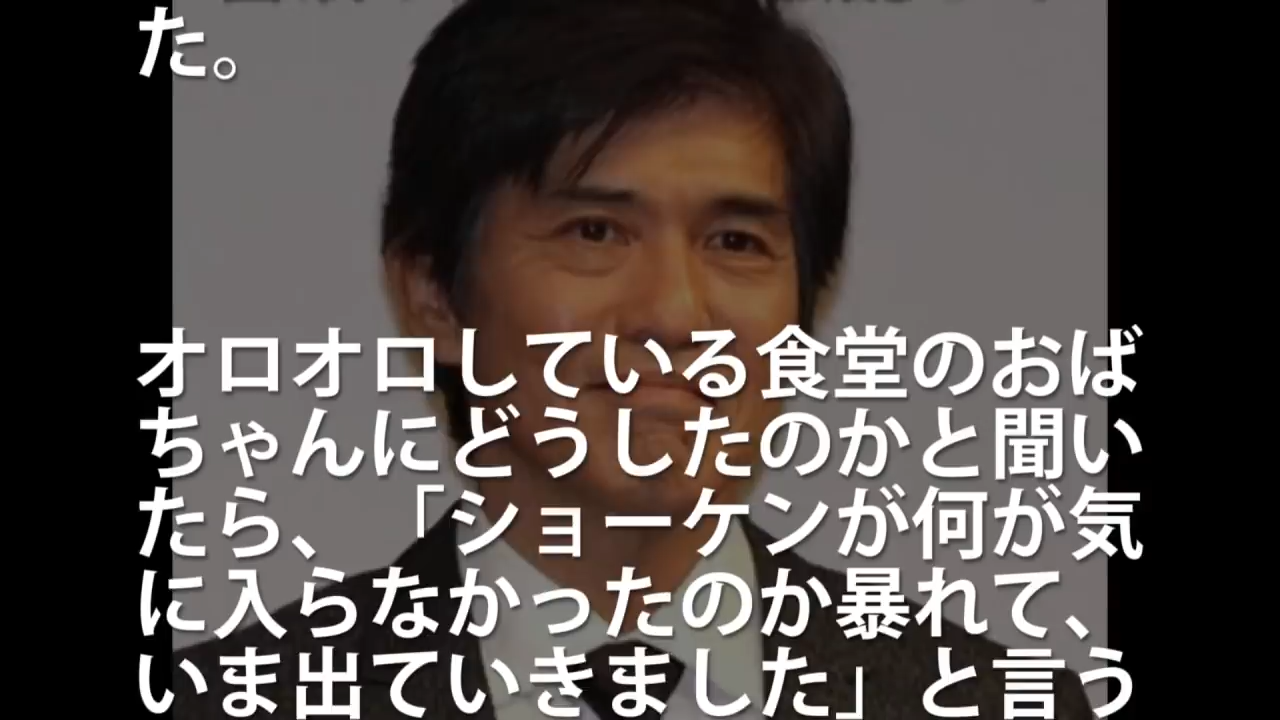 た。
オロオロしている食堂のおば
ちゃんにどうしたのかと聞い
たら、「ショーケンが何が気
に入らなかったのか暴れて、
いま出ていきました」と言う